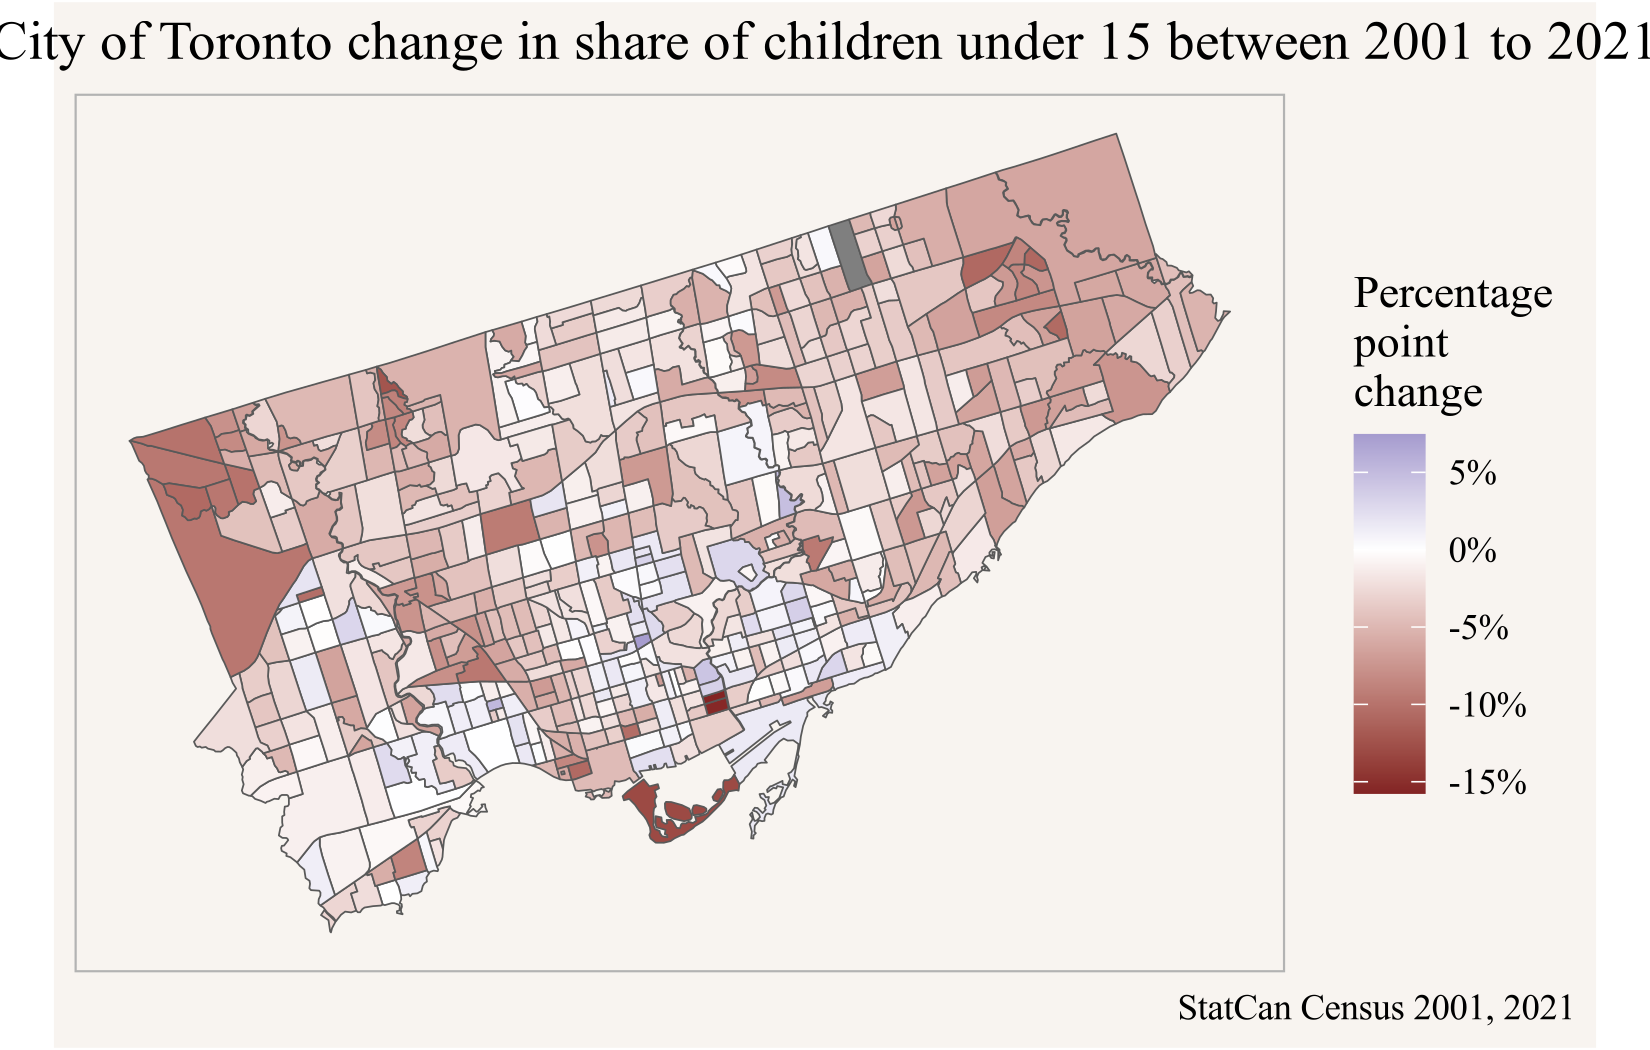 City of Toronto change in share of children under 15 between 2001 to 2021
Percentage
point
change
5%
0%
-5%
-10%
-15%
StatCan Census 2001, 2021